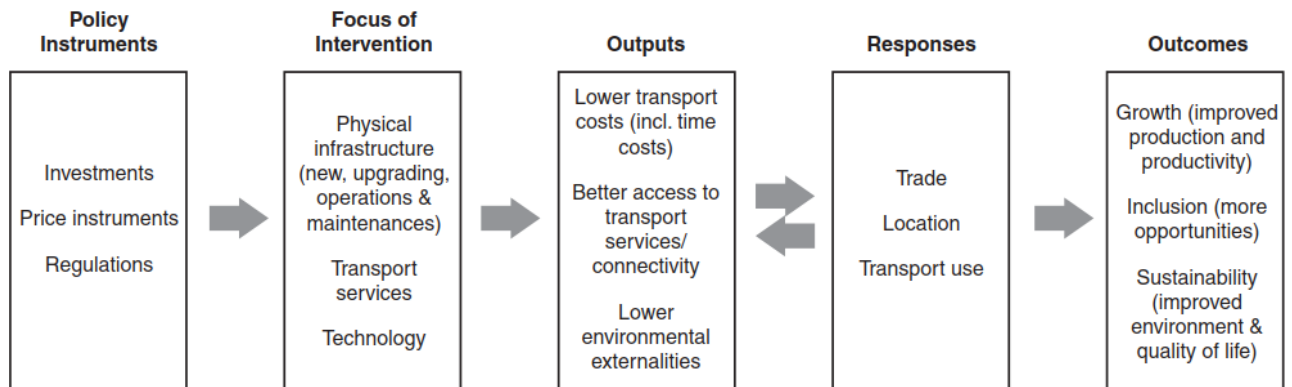 Policy
Instruments
Focus of
Intervention
Outputs
Responses
Outcomes
Investments
Price instruments
Regulations
Physical
infrastructure
(new, upgrading,
operations &
maintenances)
Transport
services
Technology
Lower transport
costs (incl. time
costs)
Better access to
transport
services/
connectivity
Lower
environmental
externalities
Trade
Location
Transport use
Growth (improved
production and
productivity)
Inclusion (more
opportunities)
Sustainability
(improved
environment &
quality of life)